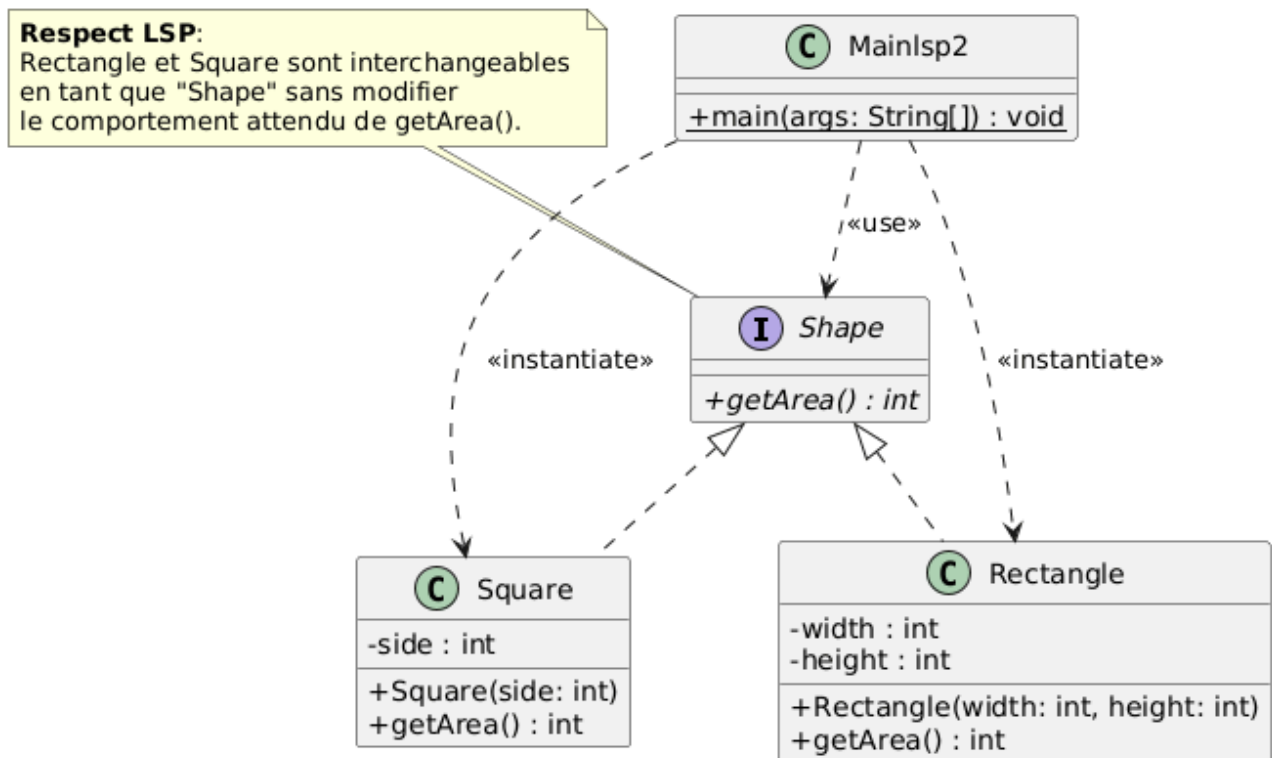 Respect LSP:
Rectangle et Square sont interchangeables
en tant que "Shape" sans modifier
le comportement attendu de getArea().
C Mainlsp2
+main(args: String[]) : void
«use»
«instantiate»
«instantiate»
I Shape
+getArea() : int
C Square
-side : int
+Square(side: int)
+getArea() : int
C Rectangle
-width : int
-height : int
+Rectangle(width: int, height: int)
+getArea() : int